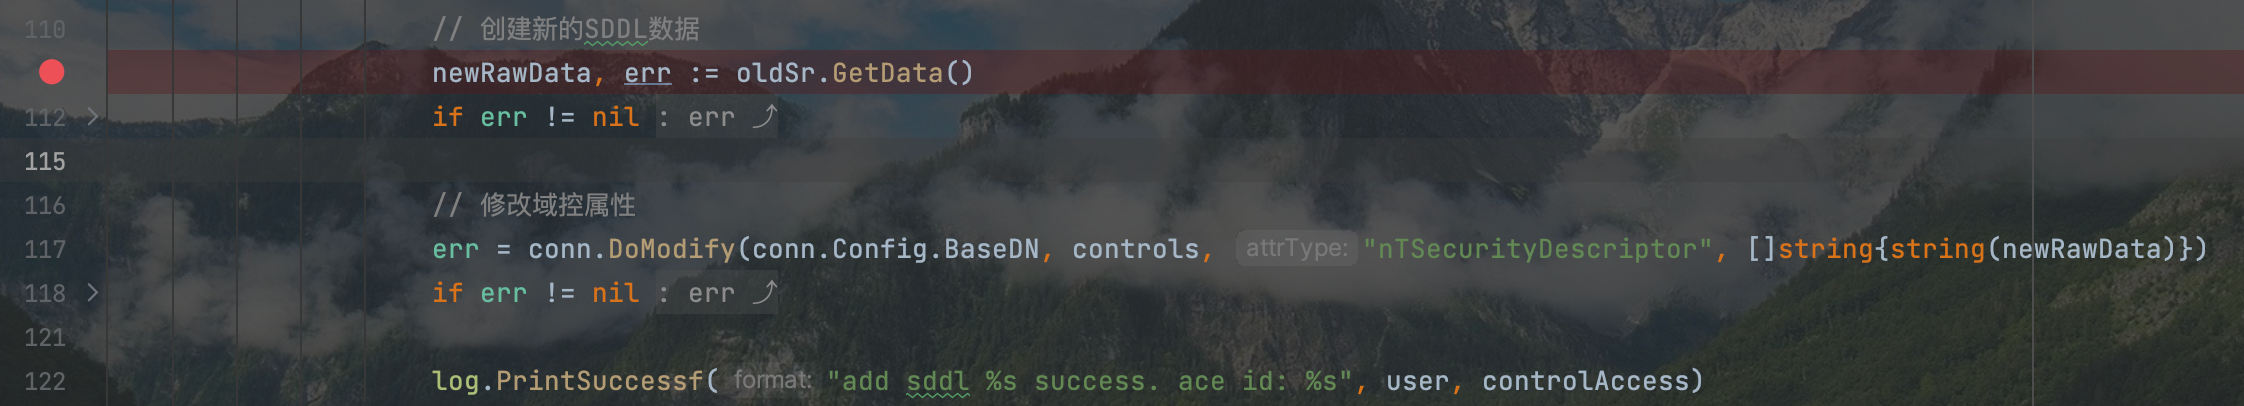 110 // 创建新的SDDL数据
newRawData, err := oldSr.GetData()
112 if err != nil : err
115
116 // 修改域控属性
117 err = conn.DoModify(conn.Config.BaseDN, controls, attrType: "nTSecurityDescriptor", []string{string(newRawData)})
118 if err != nil : err
121
122 log.PrintSuccessf( format: "add sddl %s success. ace id: %s", user, controlAccess)